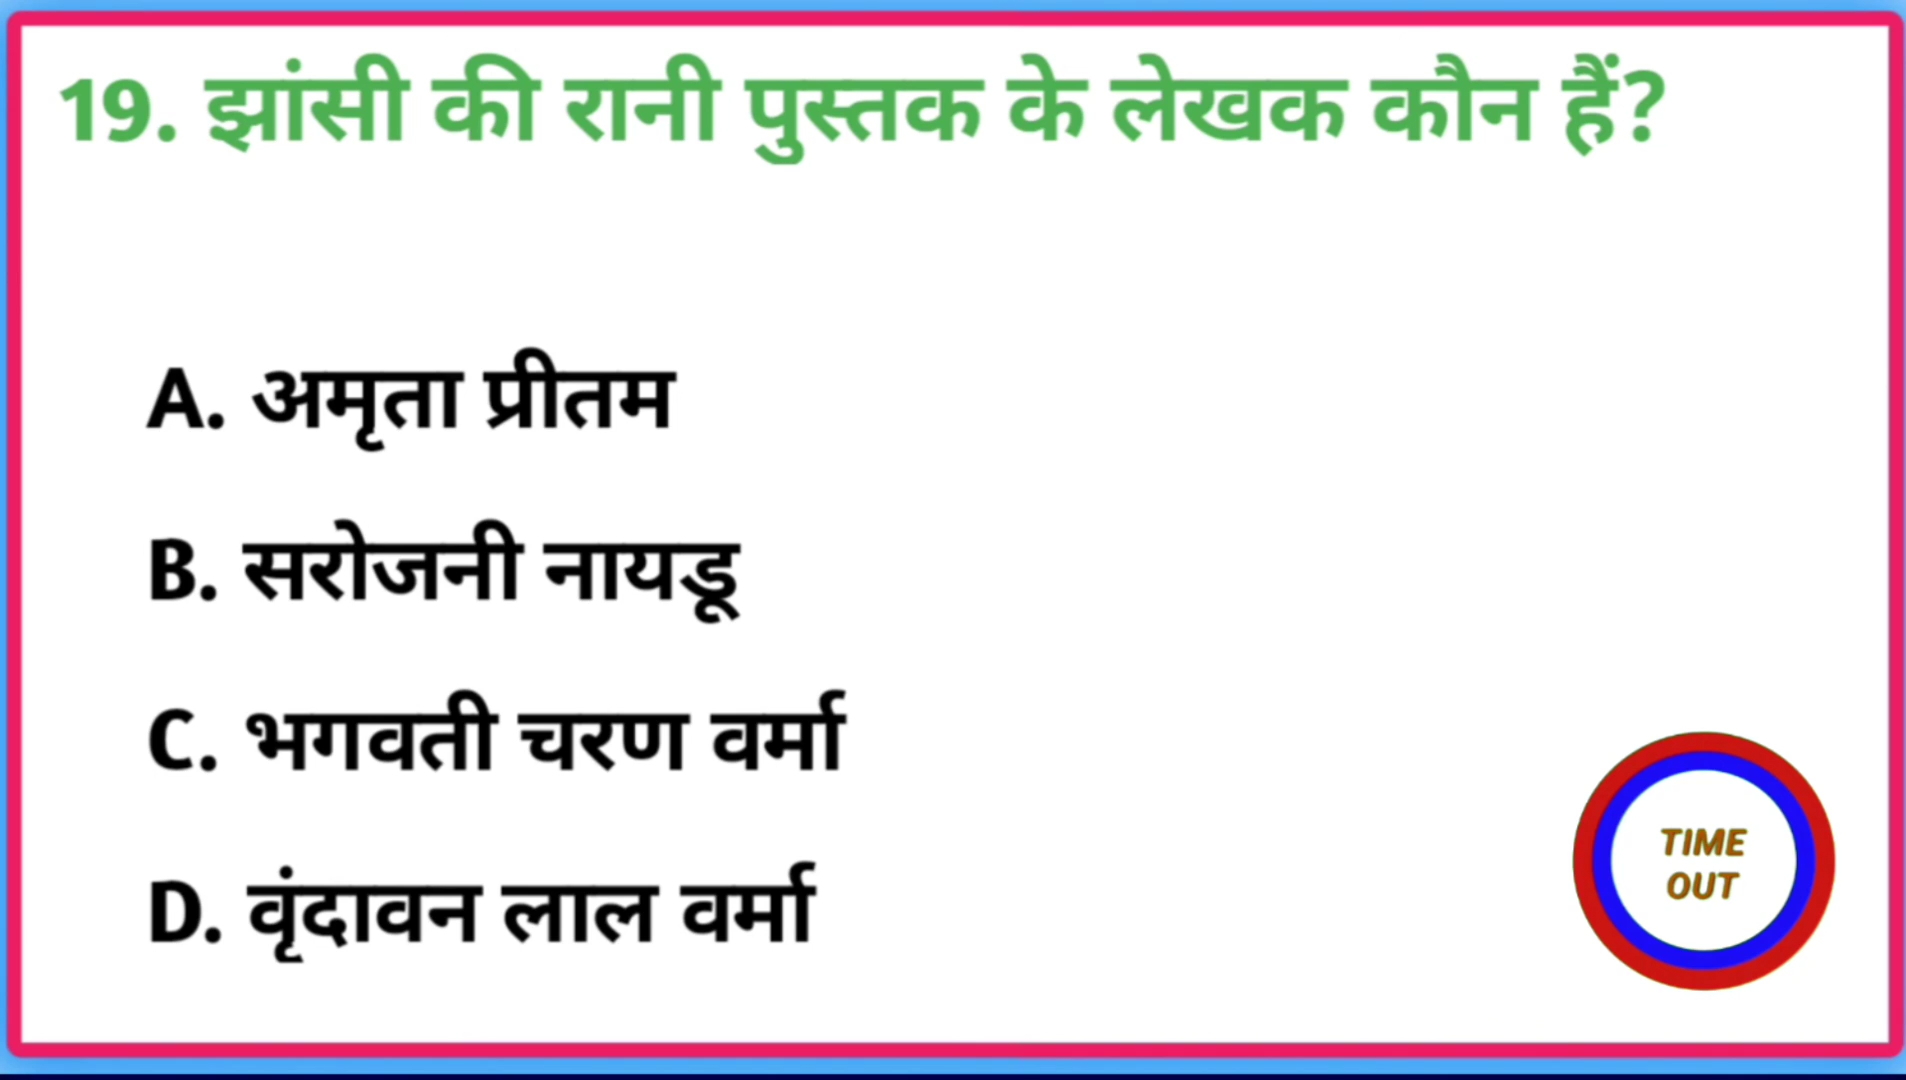 19. झांसी की रानी पुस्तक के लेखक कौन हैं?
A. अमृता प्रीतम
B. सरोजनी नायडू
C. भगवती चरण वर्मा
D. वृंदावन लाल वर्मा
TIME
OUT